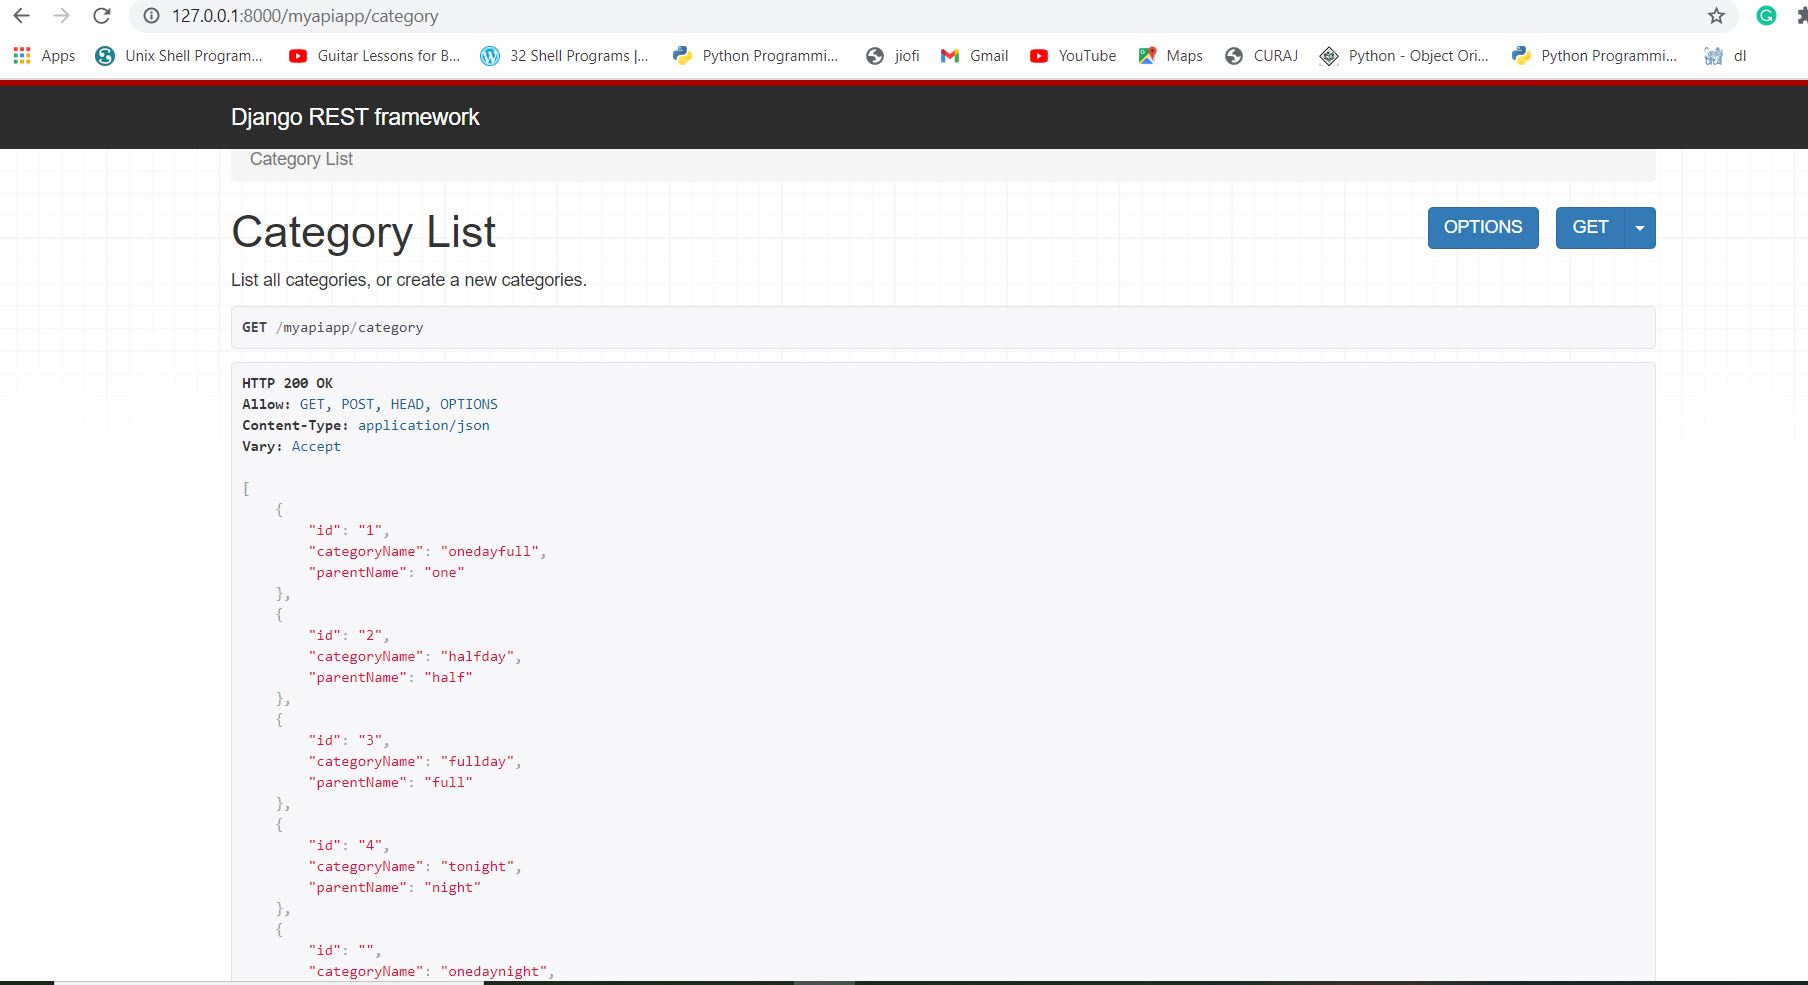 127.0.0.1:8000/myapiapp/category
Apps Unix Shell Program... Guitar Lessons for B... 32 Shell Programs |... Python Programmi... jiofi Gmail YouTube Maps CURAJ Python - Object Ori... Python Programmi... dl
Django REST framework
Category List
Category List OPTIONS GET
List all categories, or create a new categories.
GET /myapiapp/category
HTTP 200 OK
Allow: GET, POST, HEAD, OPTIONS
Content-Type: application/json
Vary: Accept
[
{
"id": "1",
"categoryName": "onedayfull",
"parentName": "one"
},
{
"id": "2",
"categoryName": "halfday",
"parentName": "half"
},
{
"id": "3",
"categoryName": "fullday",
"parentName": "full"
},
{
"id": "4",
"categoryName": "tonight",
"parentName": "night"
},
{
"id": "",
"categoryName": "onedaynight",